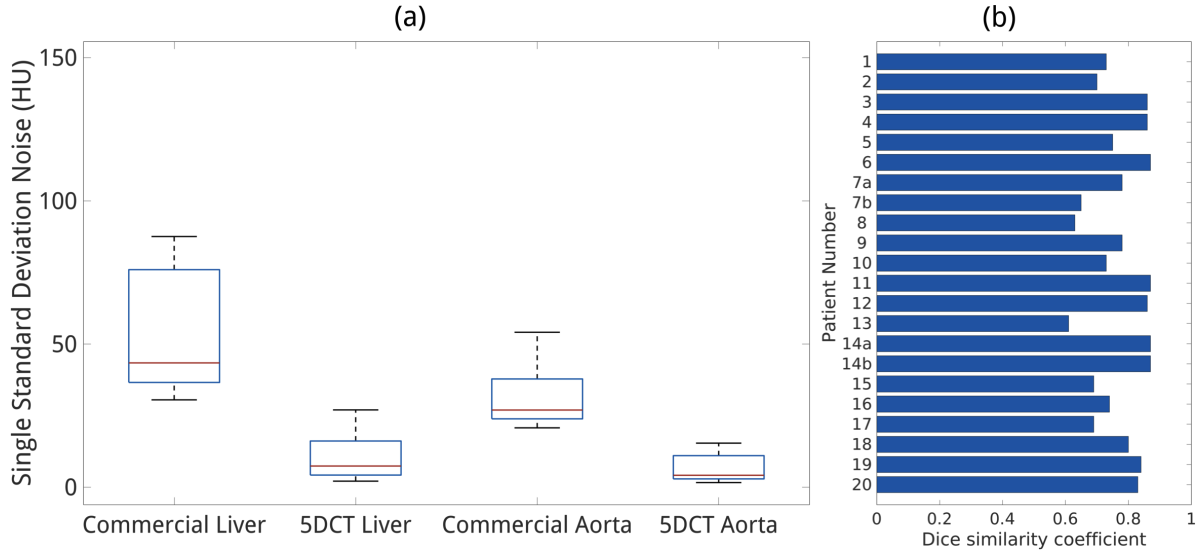 (a)
(b)
Single Standard Deviation Noise (HU)
150
100
50
0
Commercial Liver
5DCT Liver
Commercial Aorta
5DCT Aorta
Patient Number
1
2
3
4
5
6
7a
7b
8
9
10
11
12
13
14a
14b
15
16
17
18
19
20
0
0.2
0.4
0.6
0.8
1
Dice similarity coefficient